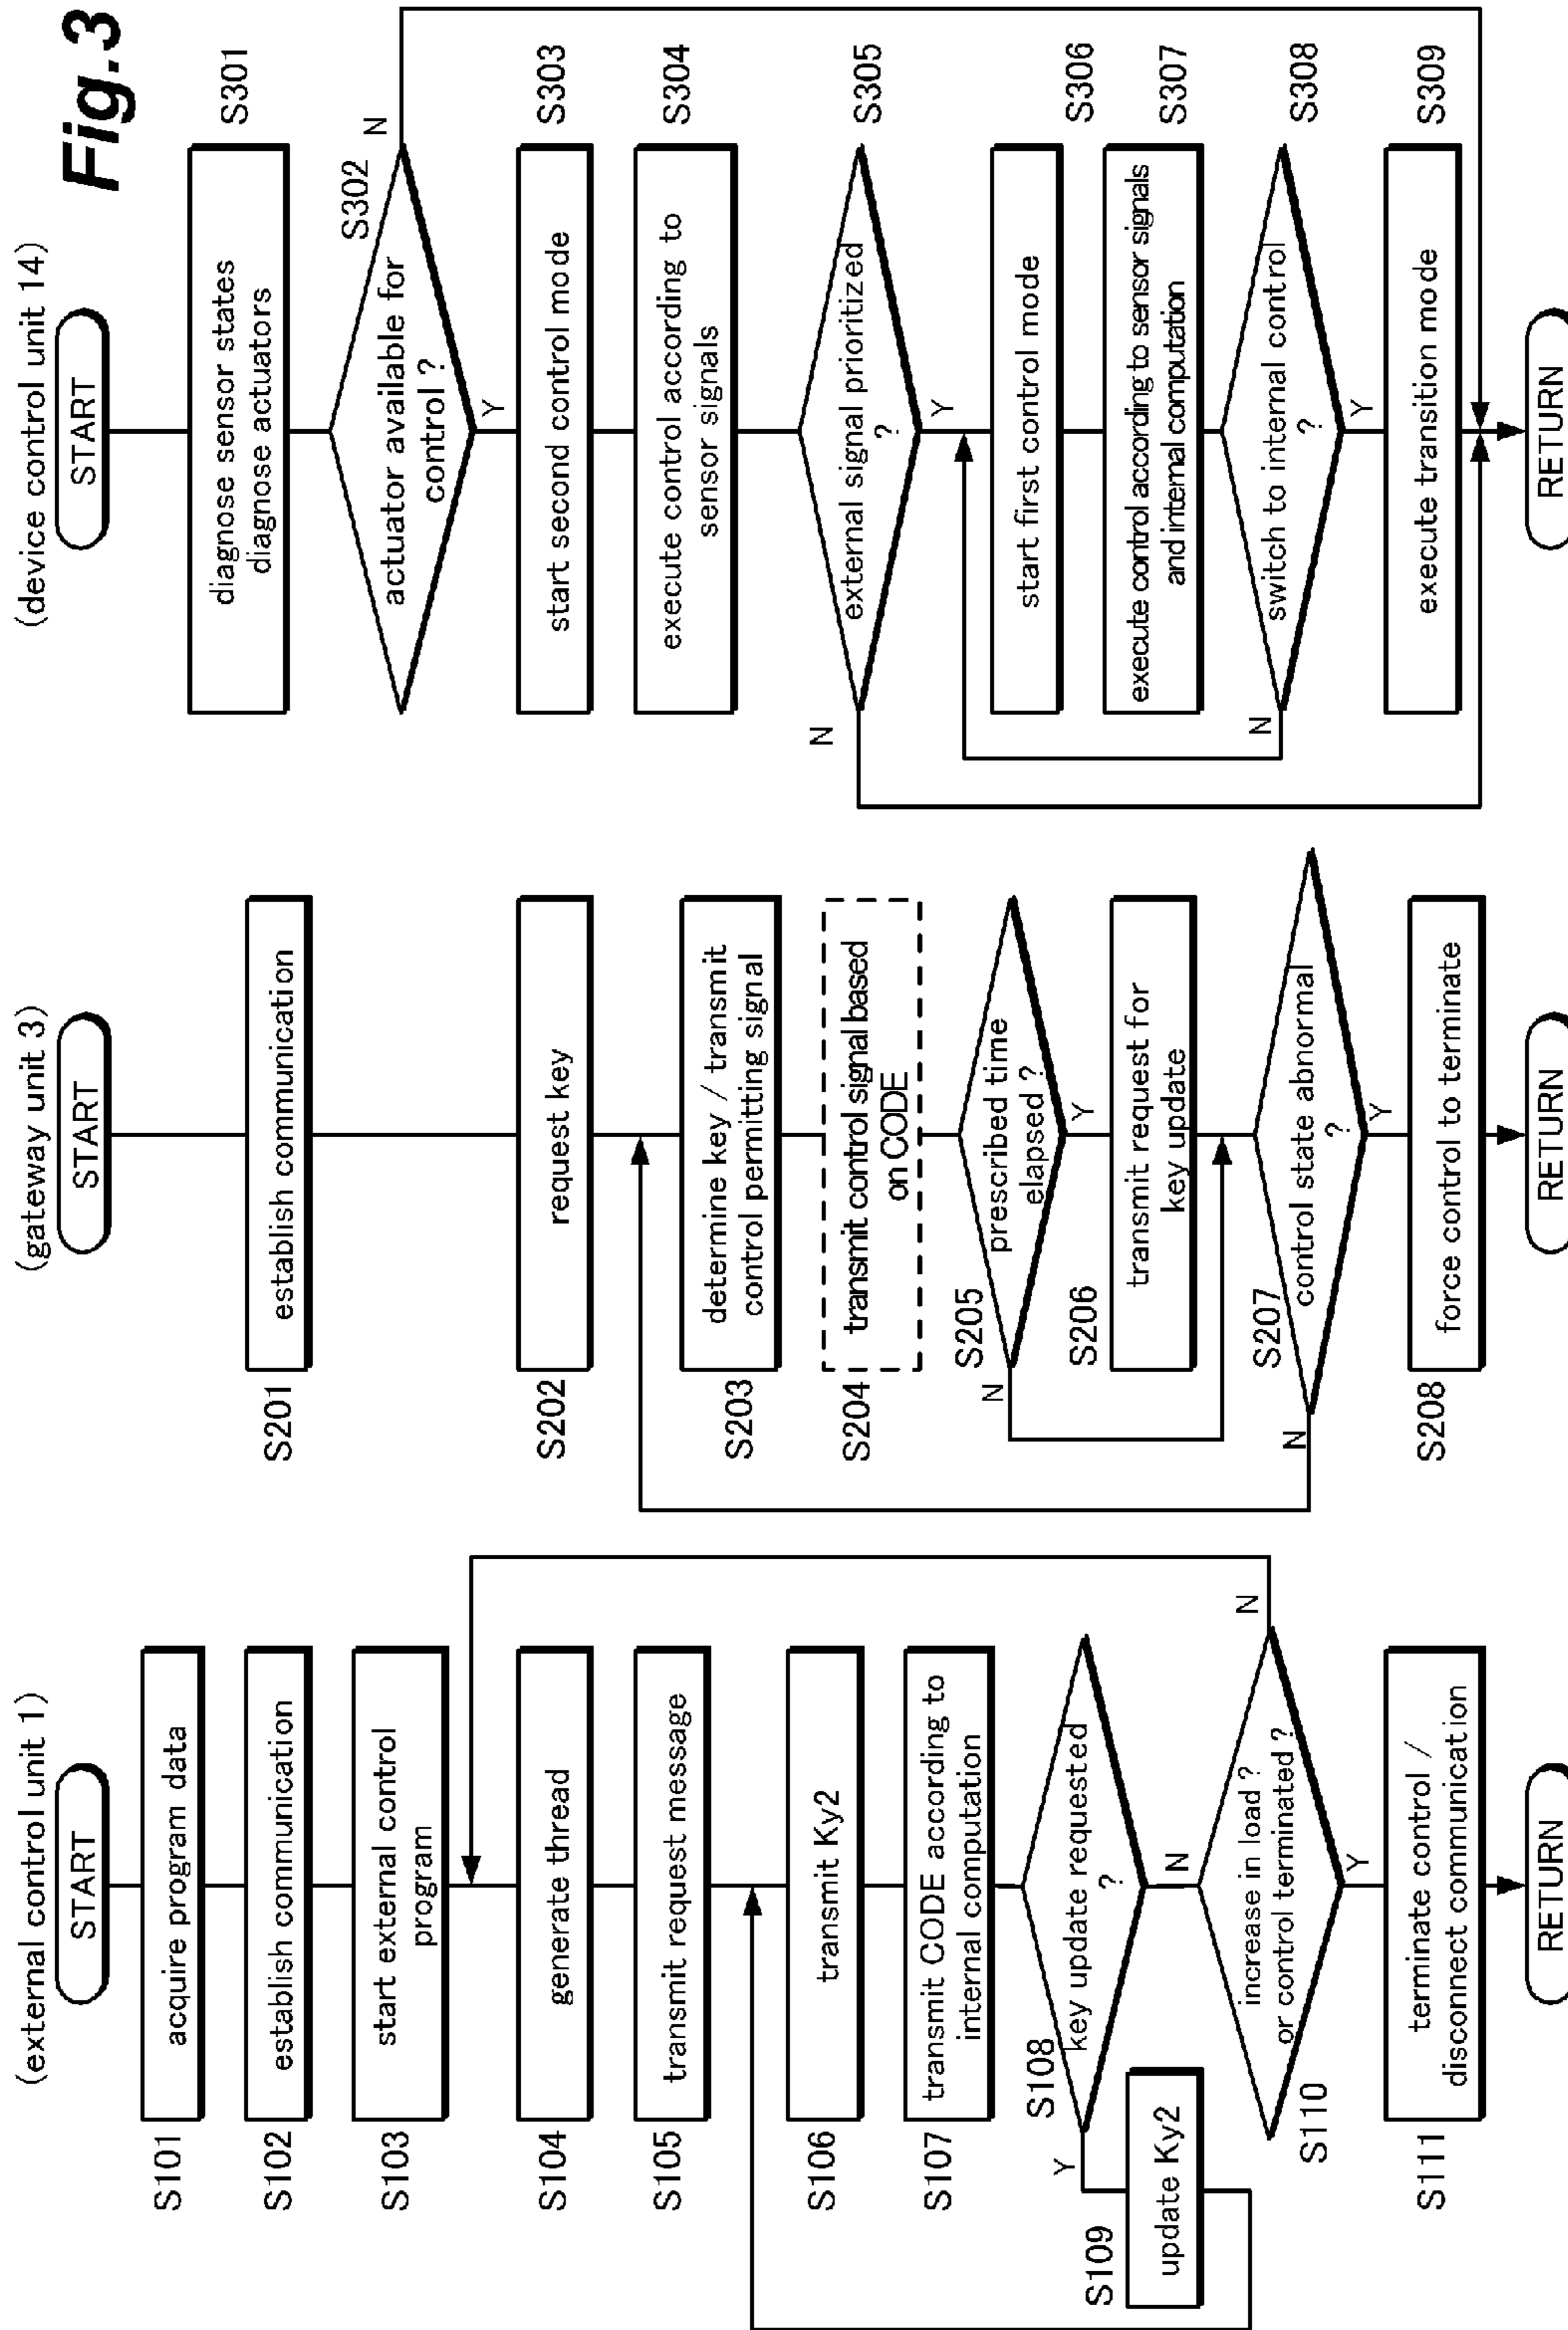 Fig.3
(external control unit 1)
START
S101
acquire program data
S102
establish communication
S103
start external control
program
S104
generate thread
S105
transmit request message
S106
transmit Ky2
S107
transmit CODE according to
internal computation
S108
key update requested
?
Y
N
S109
update Ky2
S110
increase in load ?
or control terminated ?
N
Y
S111
terminate control /
disconnect communication
RETURN
(gateway unit 3)
START
S201
establish communication
S202
request key
S203
determine key / transmit
control permitting signal
S204
transmit control signal based
on CODE
S205
prescribed time
elapsed ?
N
Y
S206
transmit request for
key update
S207
control state abnormal
?
N
Y
S208
force control to terminate
RETURN
(device control unit 14)
START
S301
diagnose sensor states
diagnose actuators
S302
actuator available for
control ?
N
Y
S303
start second control mode
S304
execute control according to
sensor signals
S305
external signal prioritized
?
N
Y
S306
start first control mode
S307
execute control according to sensor signals
and internal computation
S308
switch to internal control
?
N
Y
S309
execute transition mode
RETURN